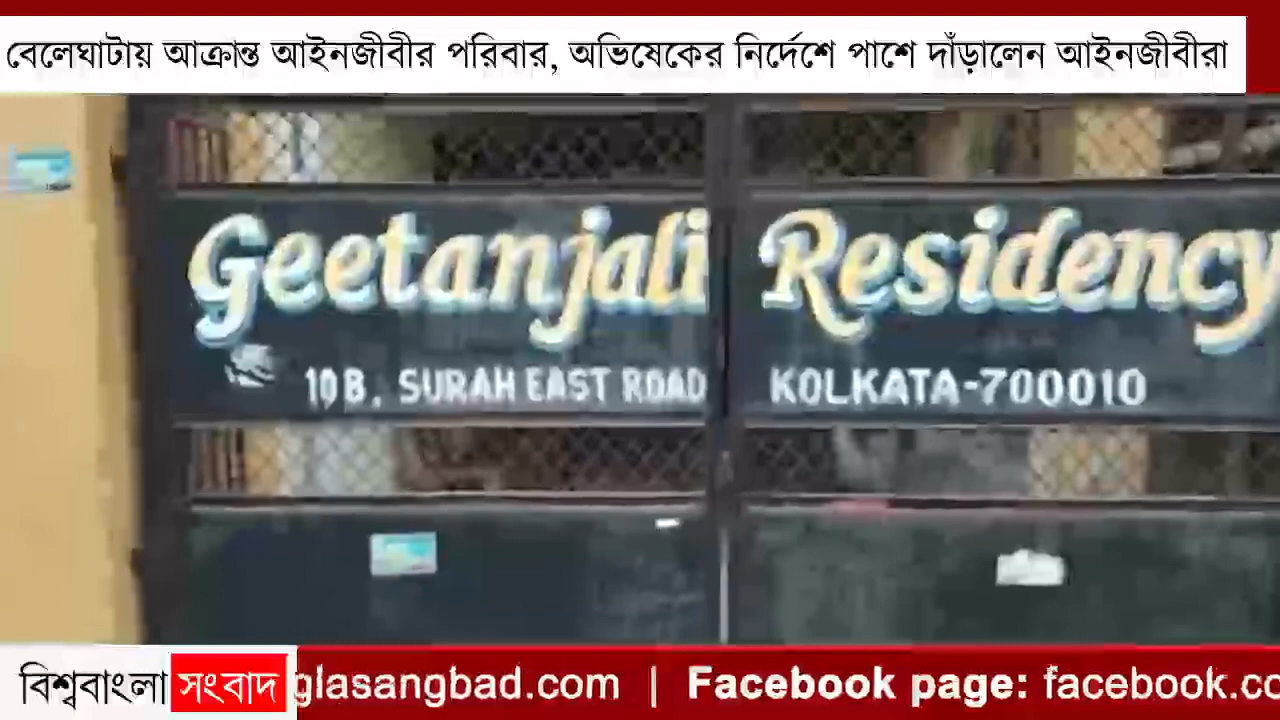 বেলেঘাটায় আক্রান্ত আইনজীবীর পরিবার, অভিষেকের নির্দেশে পাশে দাঁড়ালেন আইনজীবীরা
Geetanjali Residency
10B, SURAH EAST ROAD KOLKATA-700010
বিশ্ববাংলা সংবাদ glasangbad.com | Facebook page: facebook.co